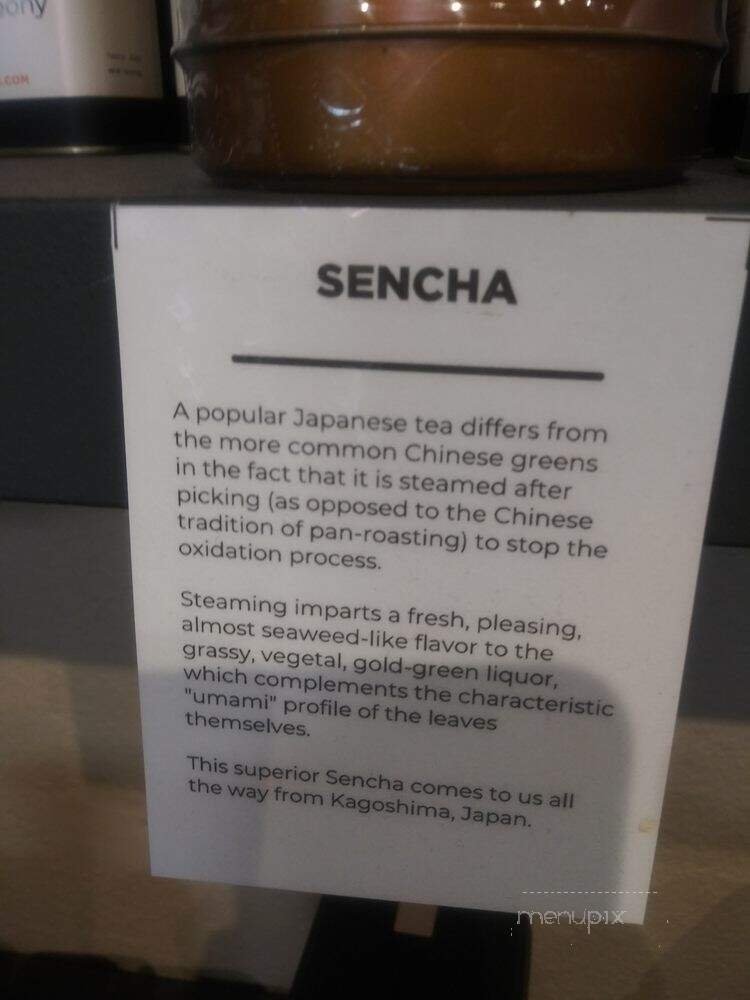 ony
.COM
SENCHA
A popular Japanese tea differs from
the more common Chinese greens
in the fact that it is steamed after
picking (as opposed to the Chinese
tradition of pan-roasting) to stop the
oxidation process.
Steaming imparts a fresh, pleasing,
almost seaweed-like flavor to the
grassy, vegetal, gold-green liquor,
which complements the characteristic
"umami" profile of the leaves
themselves.
This superior Sencha comes to us all
the way from Kagoshima, Japan.
menupix